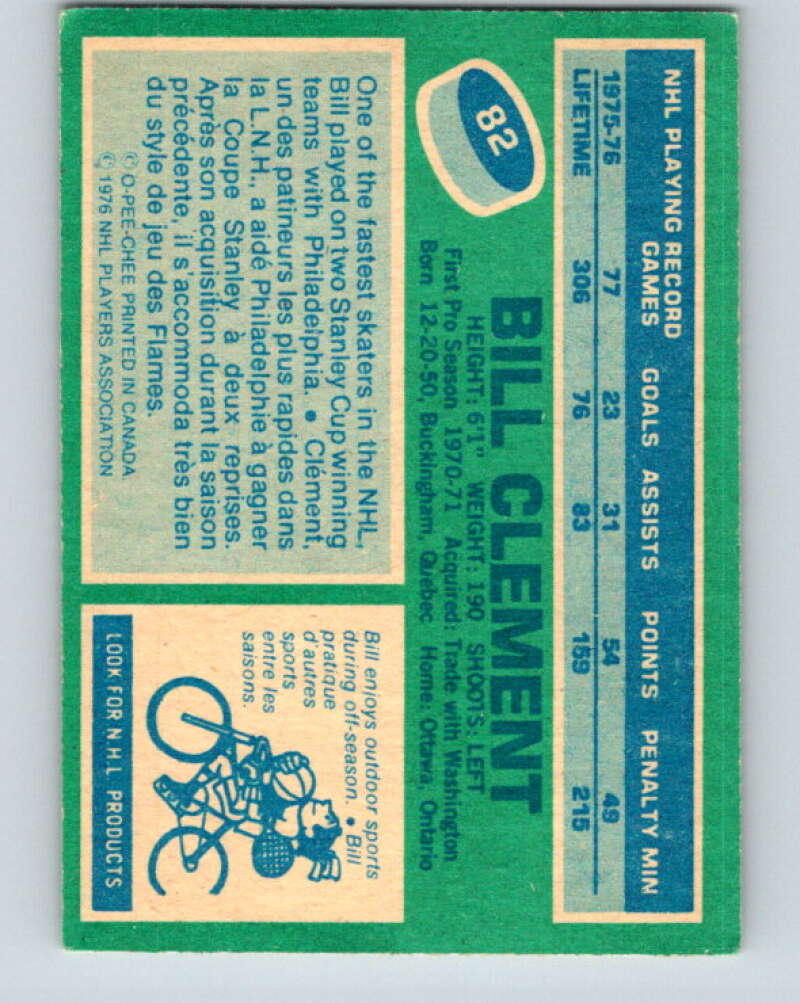 NHL PLAYING RECORD
GAMES GOALS ASSISTS POINTS PENALTY MIN
1975-76 77 23 31 54 49
LIFETIME 306 76 83 159 215
82
BILL CLEMENT
HEIGHT: 6'1" WEIGHT: 190 SHOOTS: LEFT
First Pro Season 1970-71 Acquired: Trade with Washington
Born 12-20-50, Buckingham, Quebec Home: Ottawa, Ontario
One of the fastest skaters in the NHL,
Bill played on two Stanley Cup winning
teams with Philadelphia. • Clément,
un des patineurs les plus rapides dans
la L.N.H., a aidé Philadelphie à gagner
la Coupe Stanley à deux reprises.
Après son acquisition durant la saison
précédente, il s'accommoda très bien
du style de jeu des Flames.
© O-PEE-CHEE PRINTED IN CANADA.
© 1976 NHL PLAYERS ASSOCIATION
Bill enjoys outdoor sports
during off-season. • Bill
pratique
d'autres
sports
entre les
saisons.
LOOK FOR N H L PRODUCTS